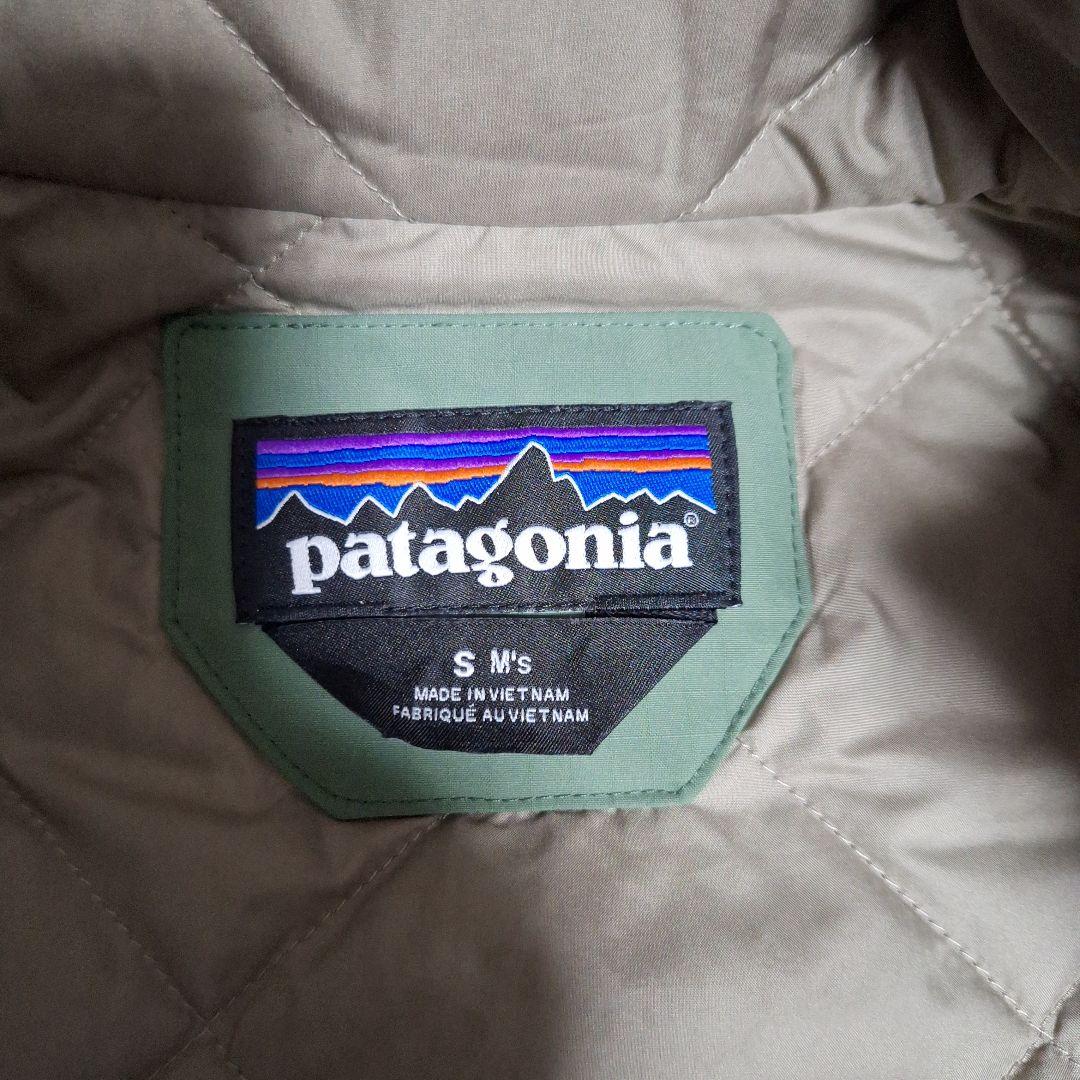 patagonia®
S M's
MADE IN VIETNAM
FABRIQUÉ AU VIETNAM